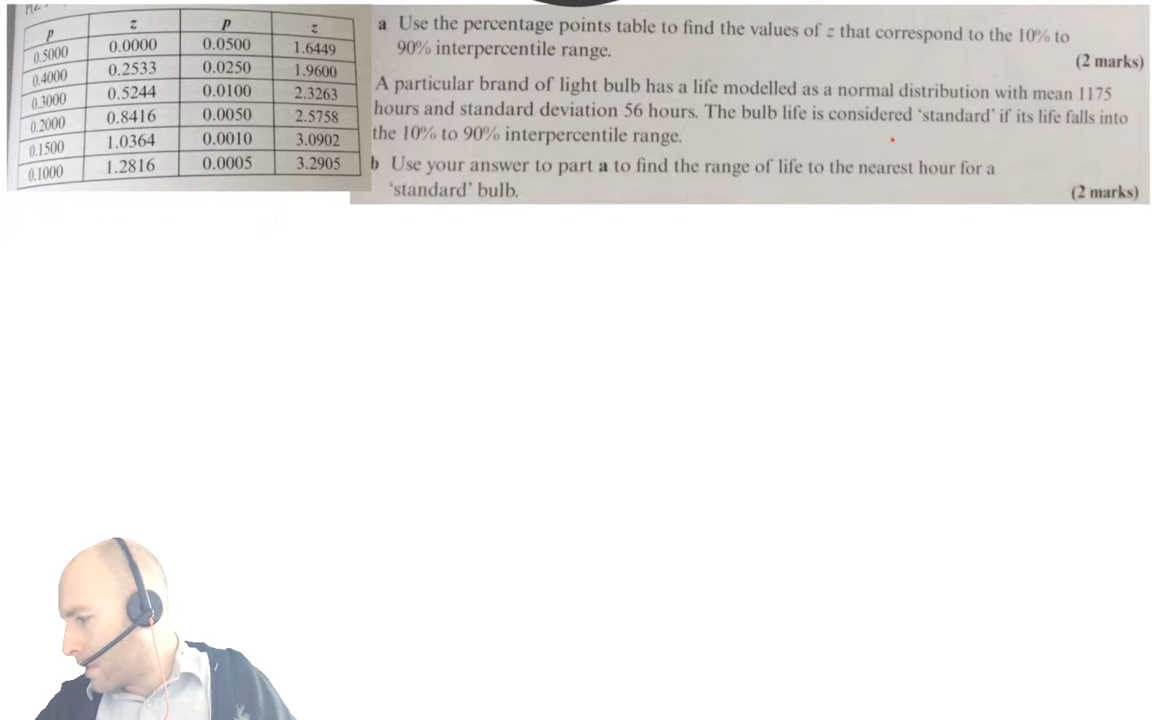 p z p z
0.5000 0.0000 0.0500 1.6449
0.4000 0.2533 0.0250 1.9600
0.3000 0.5244 0.0100 2.3263
0.2000 0.8416 0.0050 2.5758
0.1500 1.0364 0.0010 3.0902
0.1000 1.2816 0.0005 3.2905
a Use the percentage points table to find the values of z that correspond to the 10% to
90% interpercentile range.
(2 marks)
A particular brand of light bulb has a life modelled as a normal distribution with mean 1175
hours and standard deviation 56 hours. The bulb life is considered ‘standard’ if its life falls into
the 10% to 90% interpercentile range.
b Use your answer to part a to find the range of life to the nearest hour for a
‘standard’ bulb.
(2 marks)